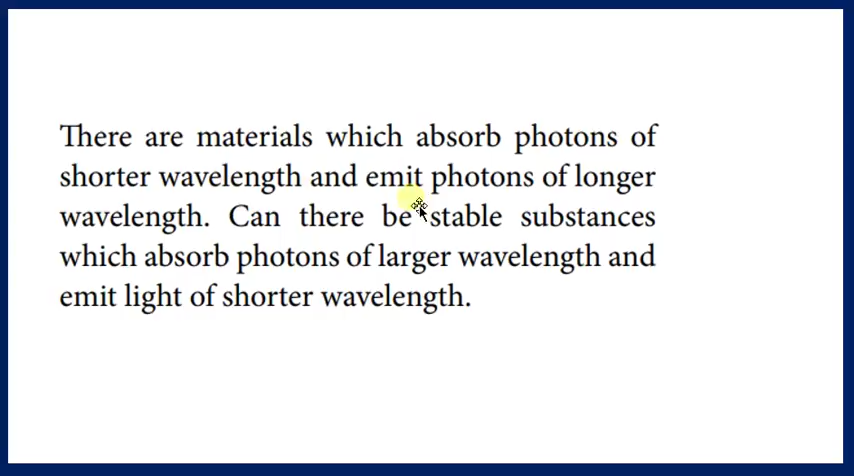 There are materials which absorb photons of
shorter wavelength and emit photons of longer
wavelength. Can there be stable substances
which absorb photons of larger wavelength and
emit light of shorter wavelength.